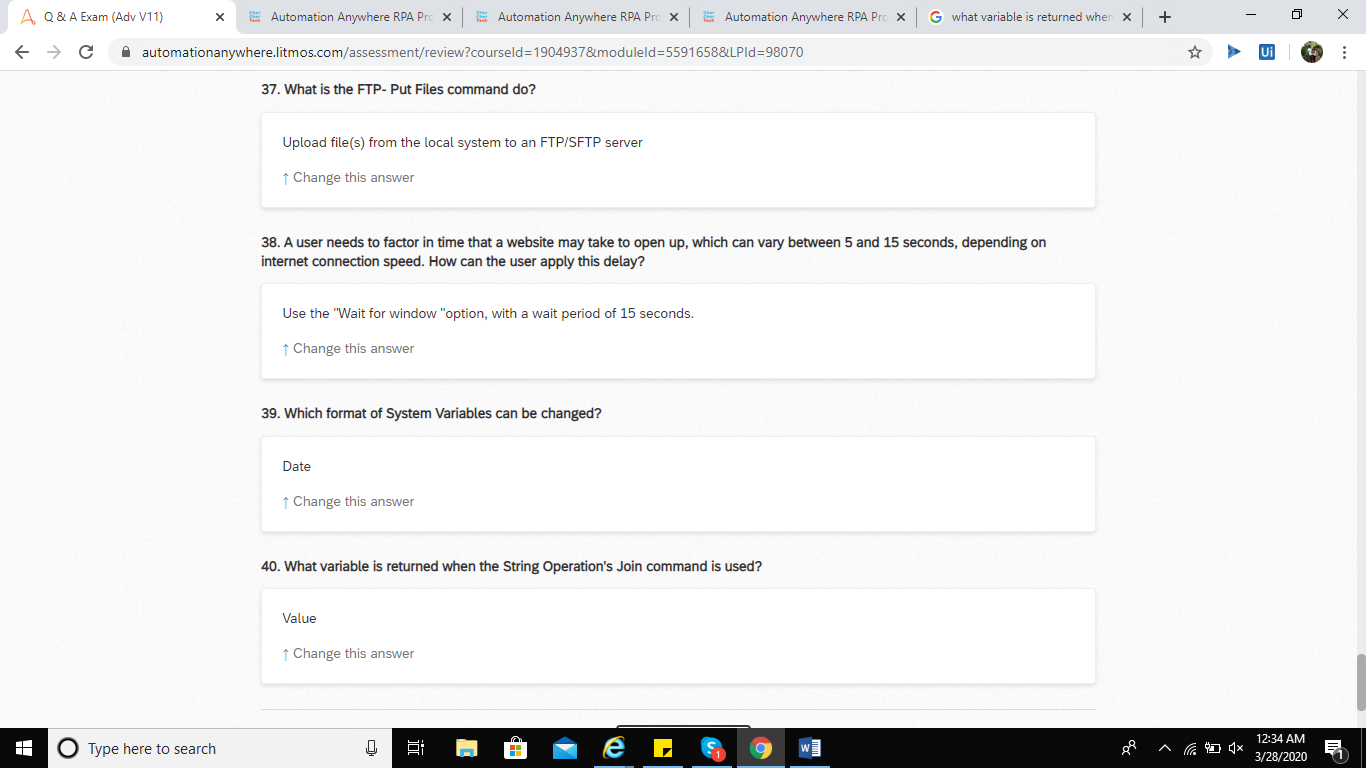 Q & A Exam (Adv V11)
Automation Anywhere RPA Pro
Automation Anywhere RPA Pro
Automation Anywhere RPA Pro
what variable is returned when
automationanywhere.litmos.com/assessment/review?courseId=1904937&moduleId=5591658&LPId=98070
Ui
37. What is the FTP- Put Files command do?
Upload file(s) from the local system to an FTP/SFTP server
↑ Change this answer
38. A user needs to factor in time that a website may take to open up, which can vary between 5 and 15 seconds, depending on
internet connection speed. How can the user apply this delay?
Use the "Wait for window "option, with a wait period of 15 seconds.
↑ Change this answer
39. Which format of System Variables can be changed?
Date
↑ Change this answer
40. What variable is returned when the String Operation's Join command is used?
Value
↑ Change this answer
Type here to search
12:34 AM
3/28/2020